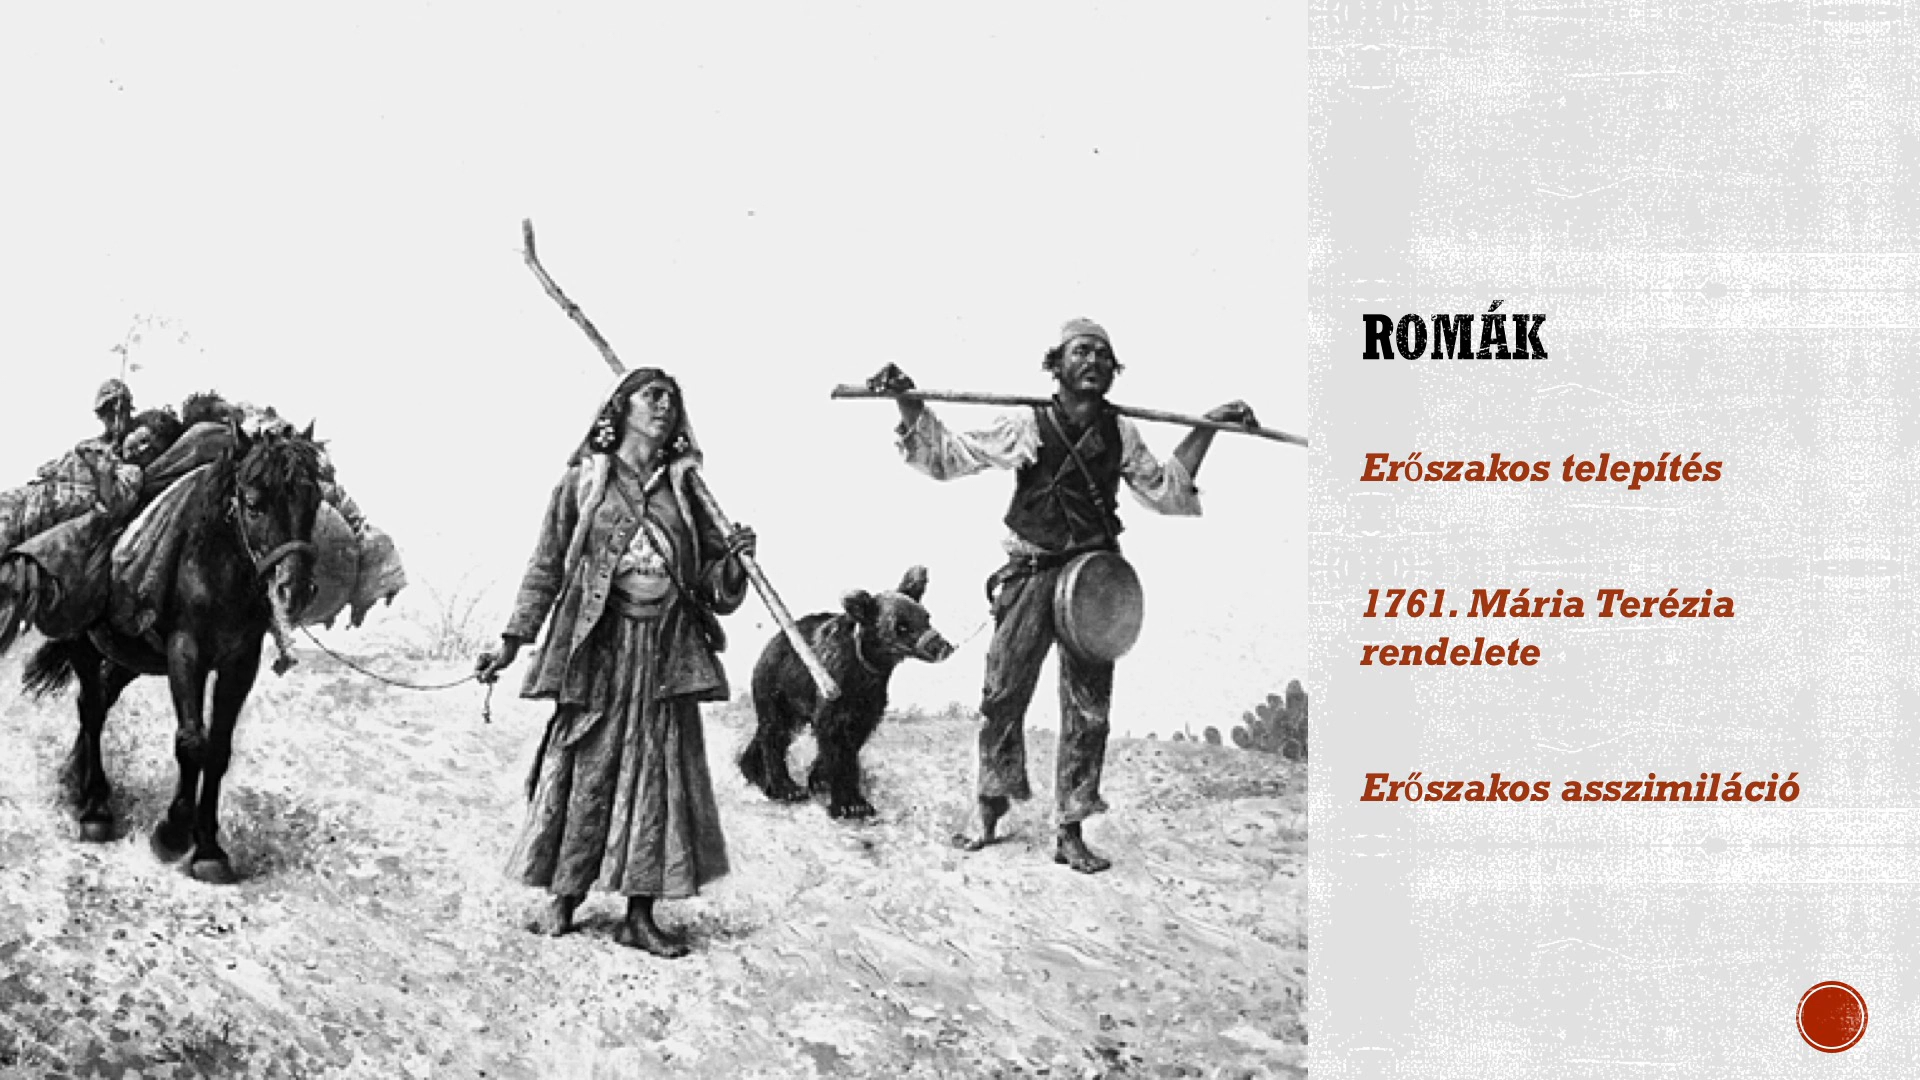 ROMÁK
Erőszakos telepítés
1761. Mária Terézia
rendelete
Erőszakos asszimiláció